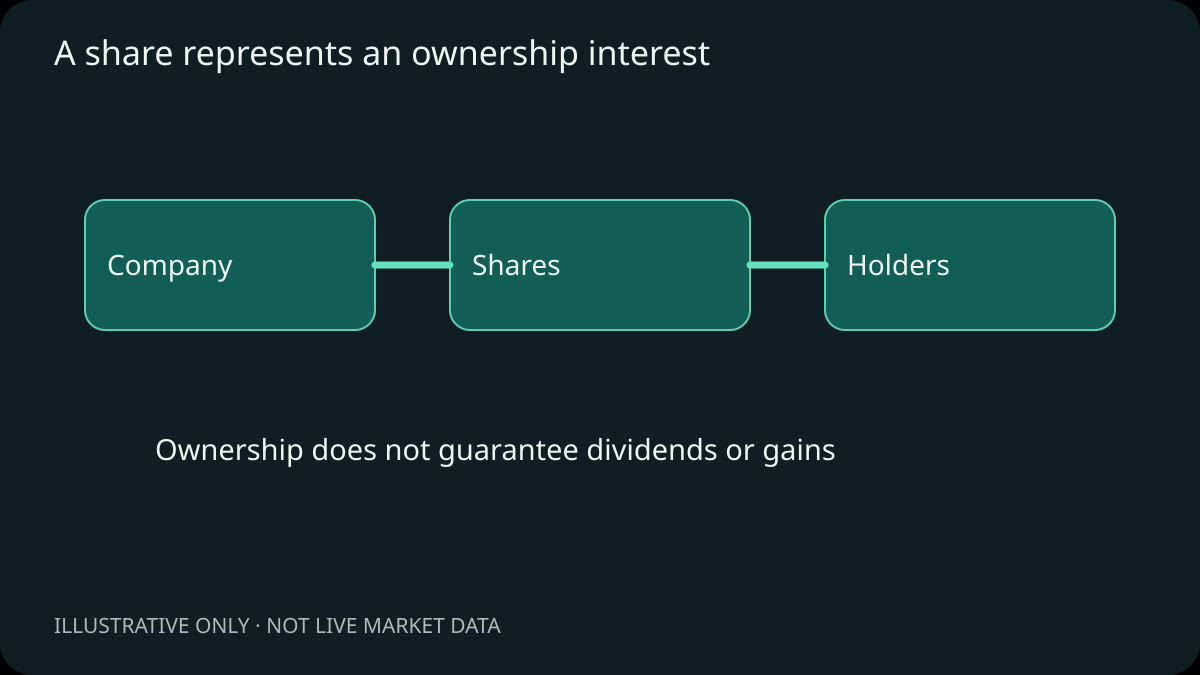 A share represents an ownership interest
Company
Shares
Holders
Ownership does not guarantee dividends or gains
ILLUSTRATIVE ONLY · NOT LIVE MARKET DATA